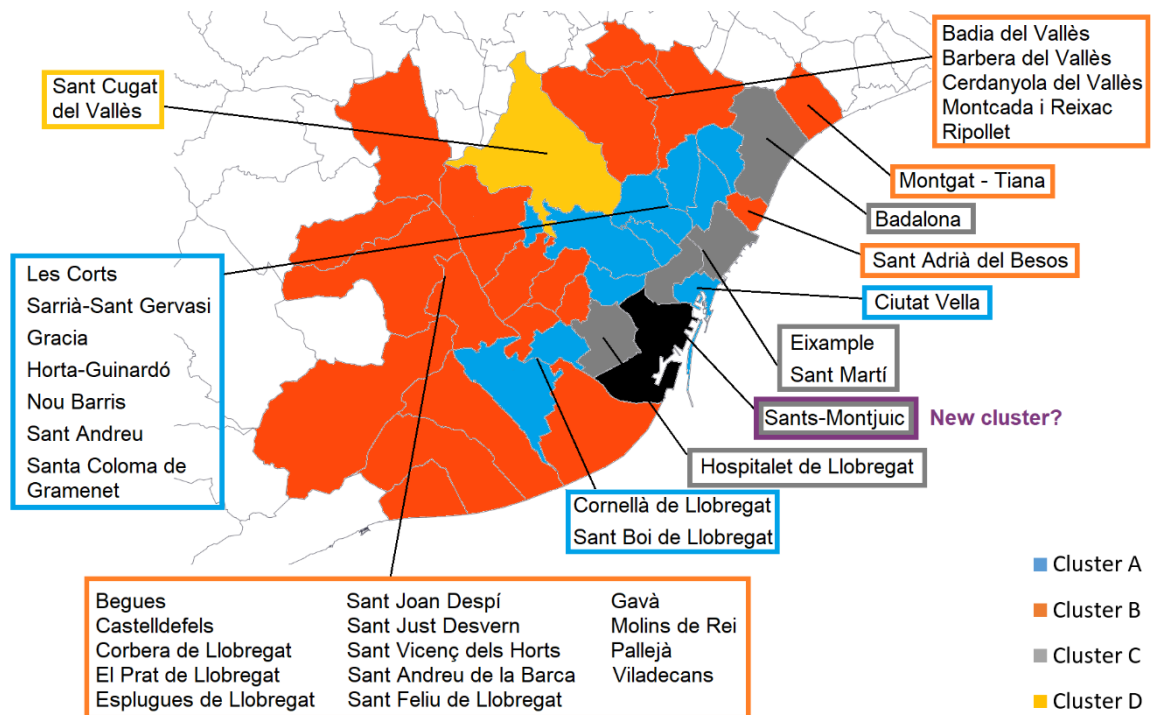 Sant Cugat
del Vallès
Badia del Vallès
Barbera del Vallès
Cerdanyola del Vallès
Montcada i Reixac
Ripollet
Montgat - Tiana
Badalona
Sant Adrià del Besos
Ciutat Vella
Les Corts
Sarrià-Sant Gervasi
Gracia
Horta-Guinardó
Nou Barris
Sant Andreu
Santa Coloma de
Gramenet
Eixample
Sant Martí
Sants-Montjuic
New cluster?
Hospitalet de Llobregat
Cornellà de Llobregat
Sant Boi de Llobregat
Begues
Castelldefels
Corbera de Llobregat
El Prat de Llobregat
Esplugues de Llobregat
Sant Joan Despí
Sant Just Desvern
Sant Vicenç dels Horts
Sant Andreu de la Barca
Sant Feliu de Llobregat
Gavà
Molins de Rei
Pallejà
Viladecans
Cluster A
Cluster B
Cluster C
Cluster D